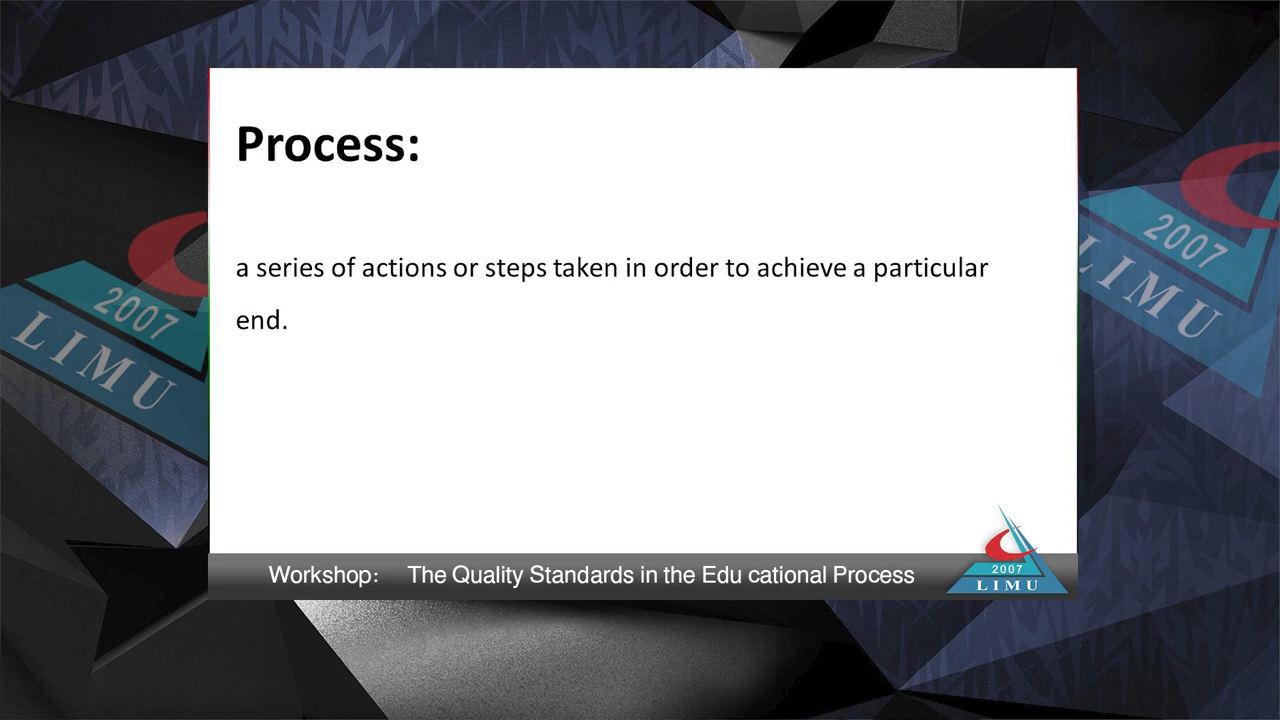 Process:
a series of actions or steps taken in order to achieve a particular
end.
Workshop: The Quality Standards in the Edu cational Process
2007
LIMU
2007
LIMU
2007
LIMU